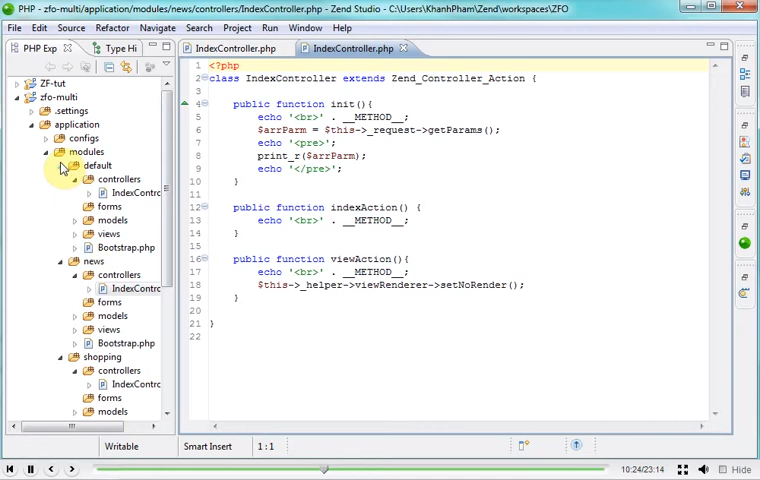 PHP - zfo-multi/application/modules/news/controllers/IndexController.php - Zend Studio - C:\Users\KhanhPham\Zend\workspaces\ZFO
File Edit Source Refactor Navigate Search Project Run Window Help
PHP Exp Type Hi
ZF-tut
zfo-multi
.settings
application
configs
modules
default
controllers
IndexContro
forms
models
views
Bootstrap.php
news
controllers
IndexContro
forms
models
views
Bootstrap.php
shopping
controllers
IndexContro
forms
models
IndexController.php IndexController.php
1 <?php
2 class IndexController extends Zend_Controller_Action {
3
4 public function init(){
5 echo '<br>' . __METHOD__;
6 $arrParm = $this->_request->getParams();
7 echo '<pre>';
8 print_r($arrParm);
9 echo '</pre>';
10 }
11
12 public function indexAction() {
13 echo '<br>' . __METHOD__;
14 }
15
16 public function viewAction(){
17 echo '<br>' . __METHOD__;
18 $this->_helper->viewRenderer->setNoRender();
19 }
20
21 }
22
Writable Smart Insert 1:1
10:24/23:14 Hide